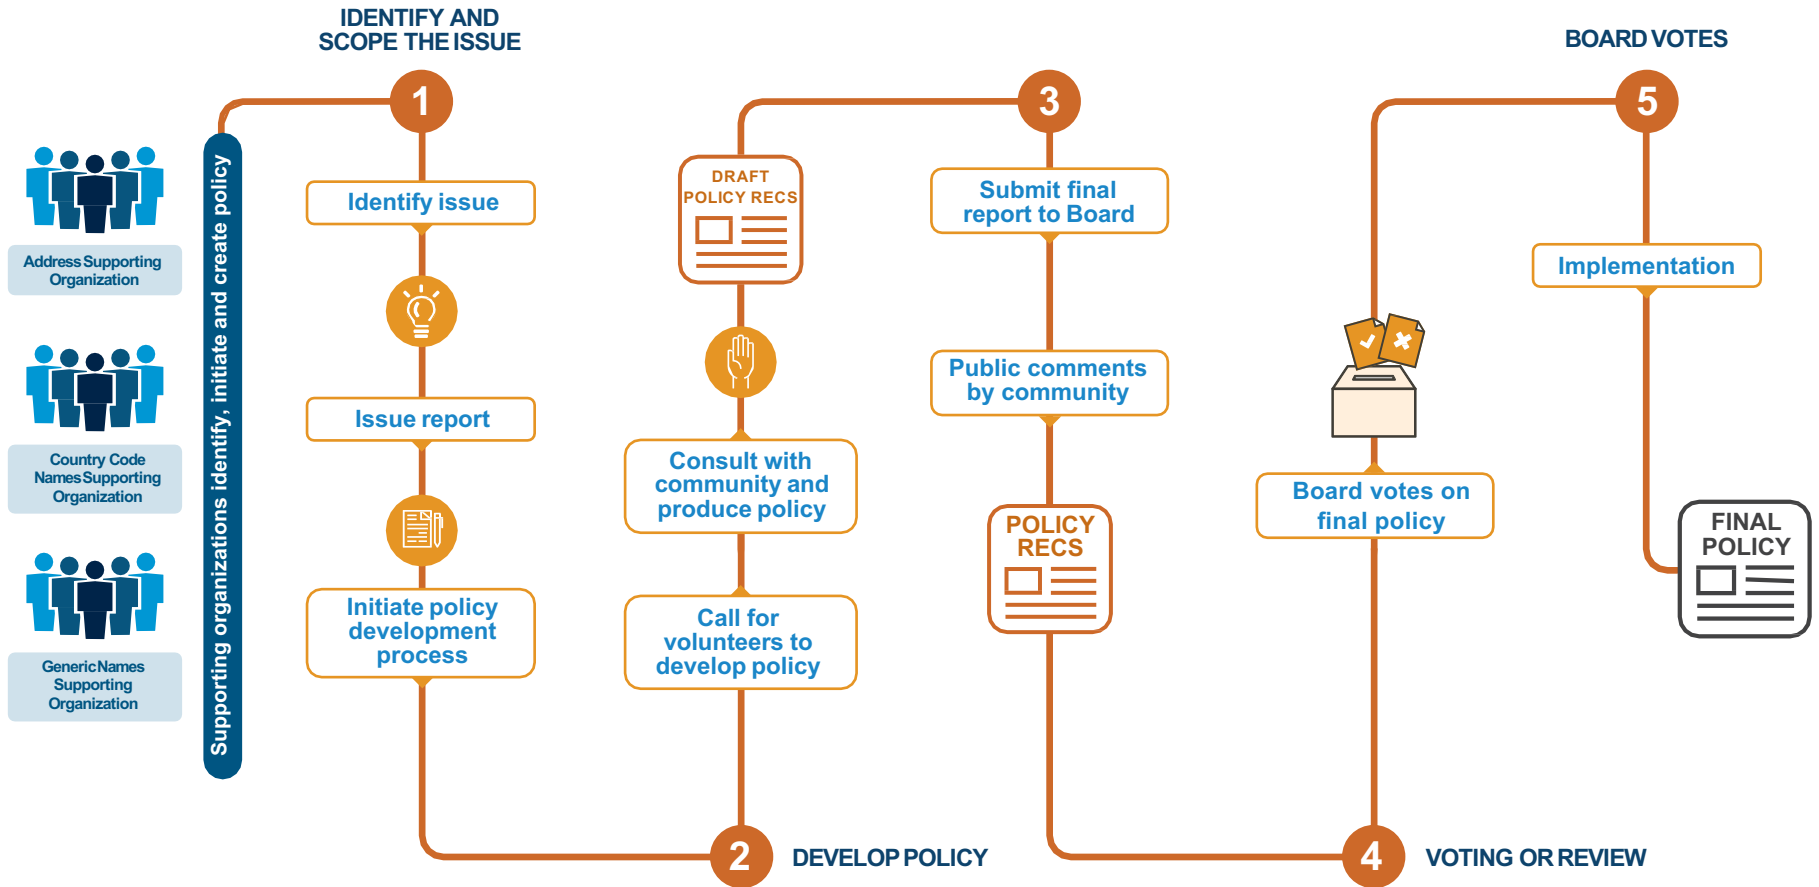 Address Supporting
Organization
Country Code
Names Supporting
Organization
Generic Names
Supporting
Organization
Supporting organizations identify, initiate and create policy
IDENTIFY AND
SCOPE THE ISSUE
1
Identify issue
Issue report
Initiate policy
development
process
2
DEVELOP POLICY
Call for
volunteers to
develop policy
Consult with
community and
produce policy
DRAFT
POLICY RECS
3
Submit final
report to Board
Public comments
by community
POLICY
RECS
4
VOTING OR REVIEW
Board votes on
final policy
BOARD VOTES
5
Implementation
FINAL
POLICY